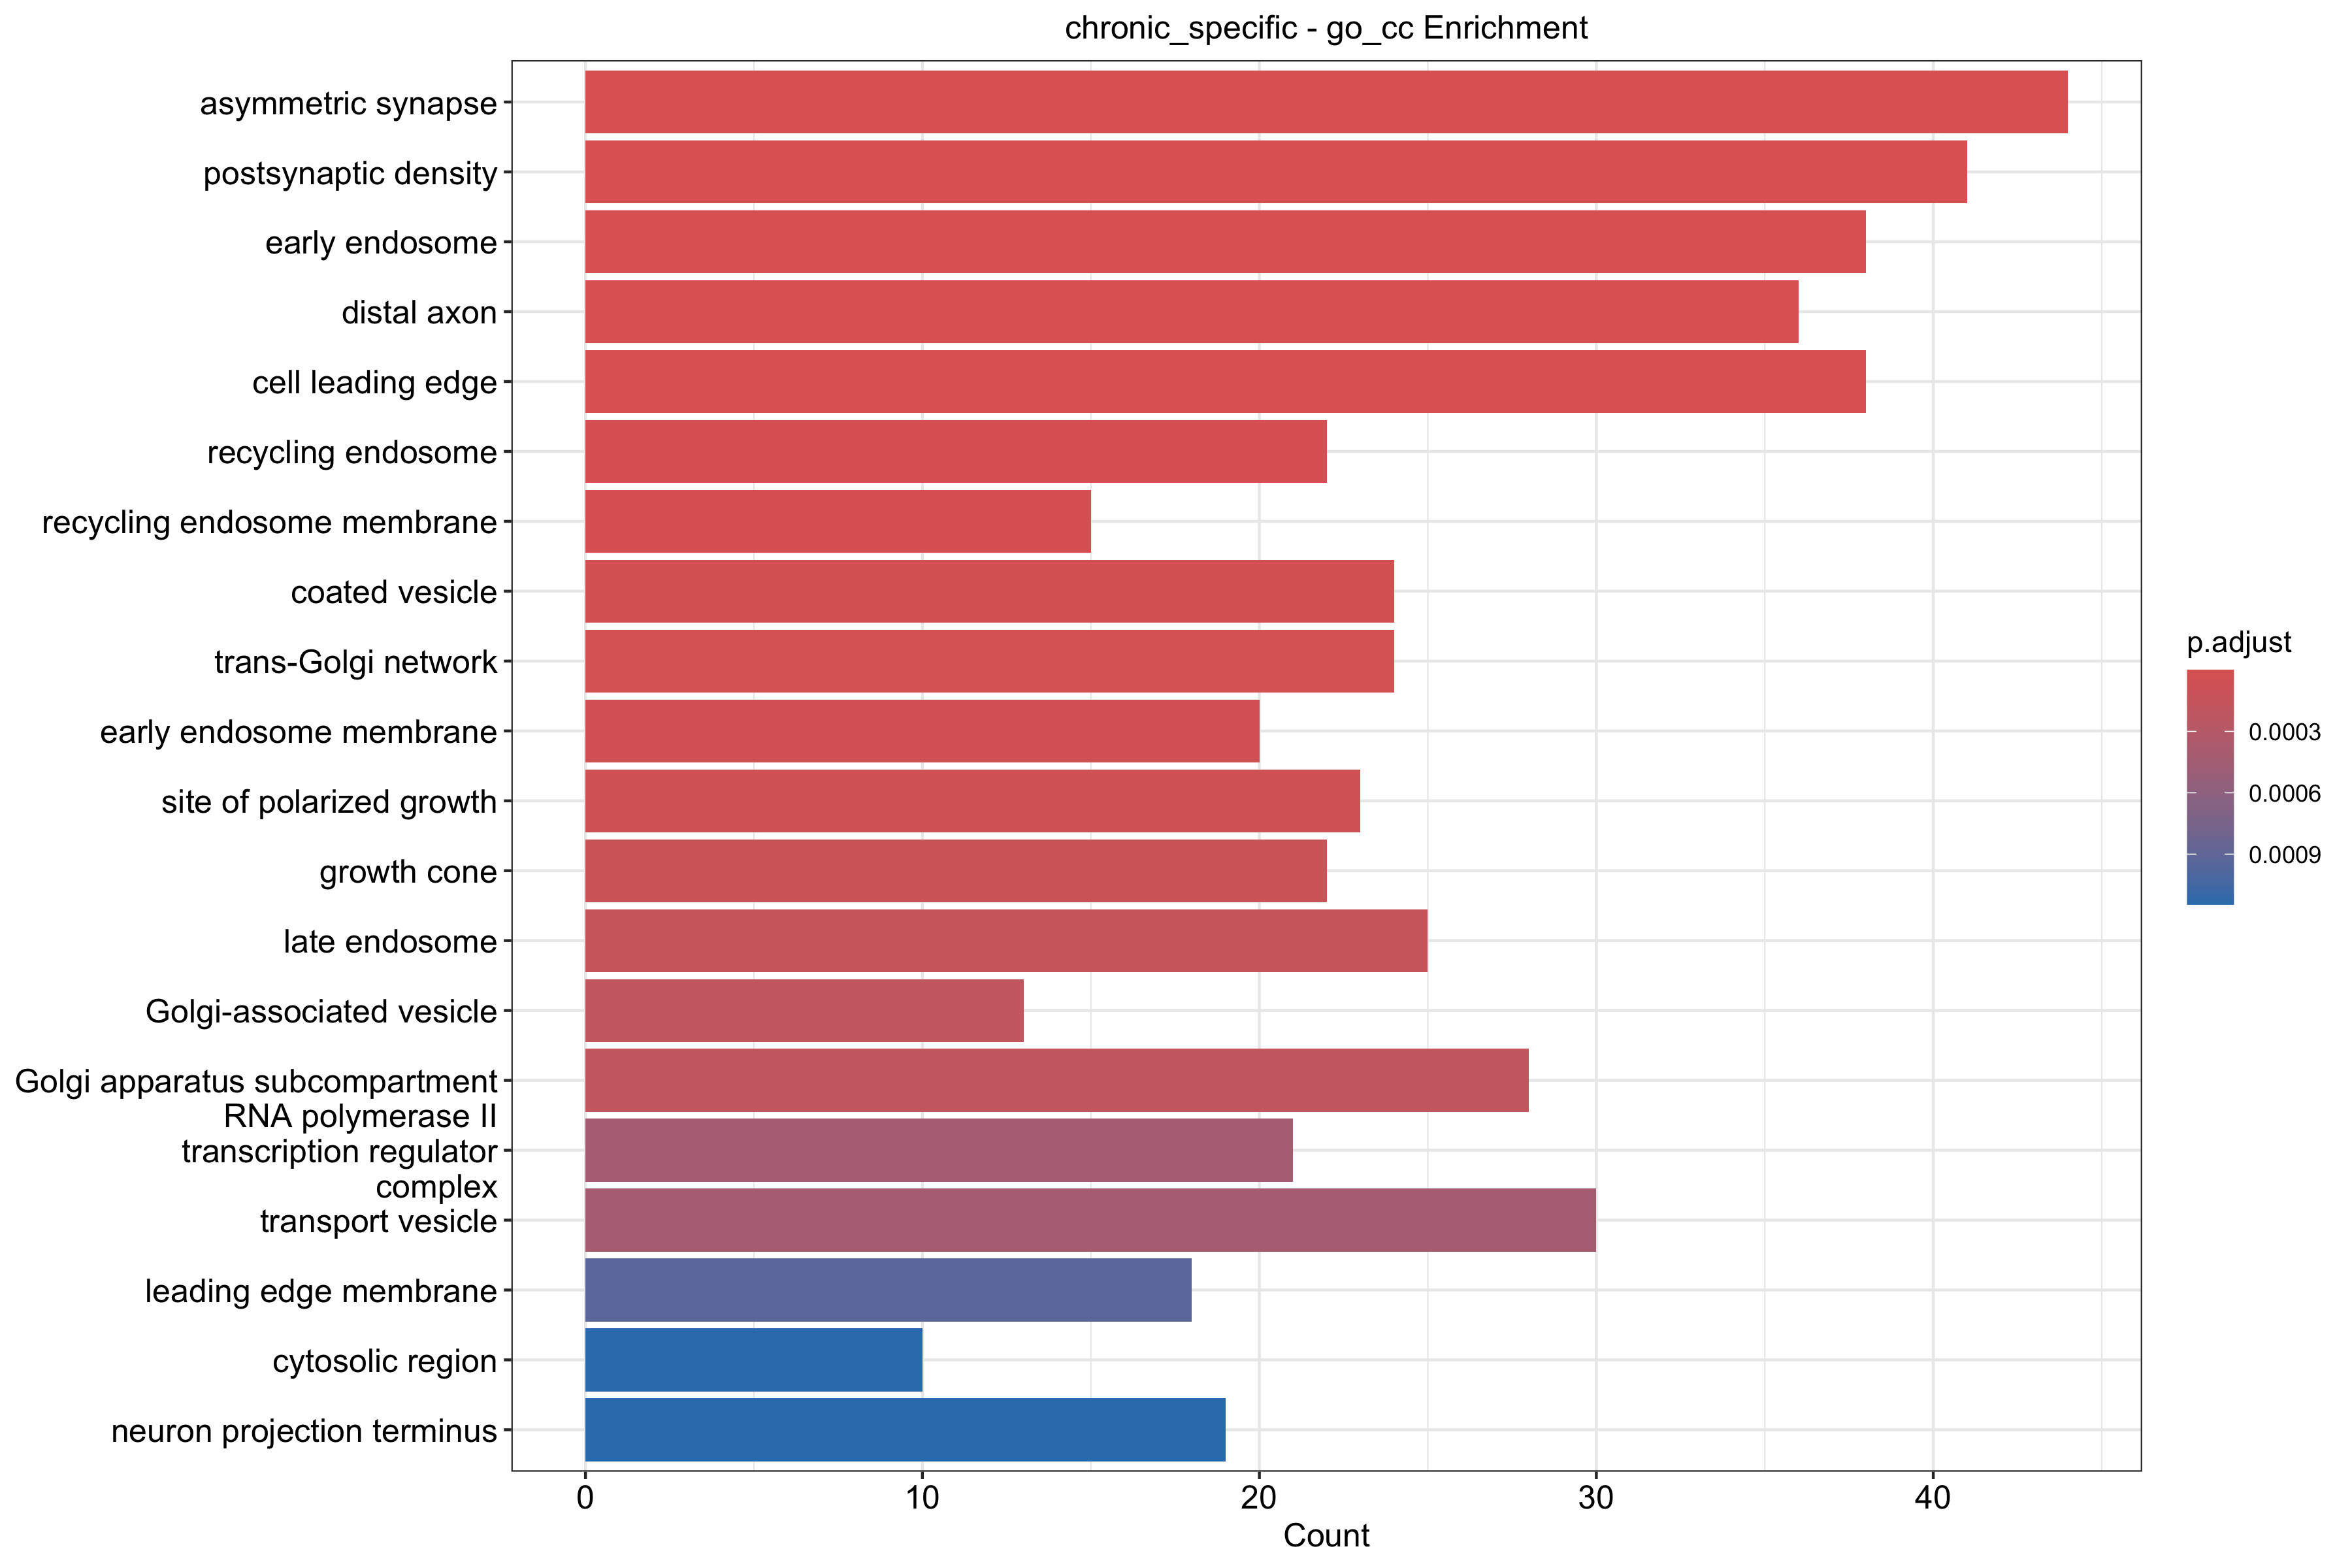 chronic_specific - go_cc Enrichment
asymmetric synapse
postsynaptic density
early endosome
distal axon
cell leading edge
recycling endosome
recycling endosome membrane
coated vesicle
trans-Golgi network
early endosome membrane
site of polarized growth
growth cone
late endosome
Golgi-associated vesicle
Golgi apparatus subcompartment
RNA polymerase II
transcription regulator
complex
transport vesicle
leading edge membrane
cytosolic region
neuron projection terminus
0 10 20 30 40
Count
p.adjust
0.0003
0.0006
0.0009